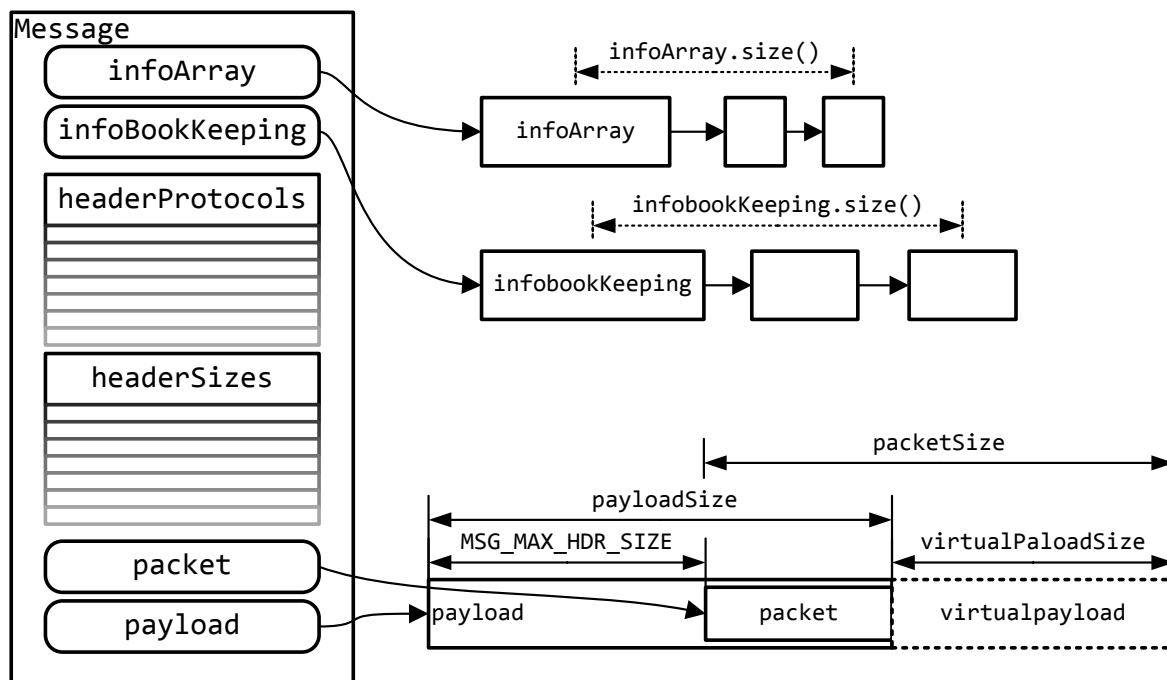 Message
infoArray
infoBookKeeping
headerProtocols
headerSizes
packet
payload
infoArray.size()
infoArray
infobookKeeping.size()
infobookKeeping
packetSize
payloadSize
MSG_MAX_HDR_SIZE
virtualPaloadSize
payload
packet
virtualpayload